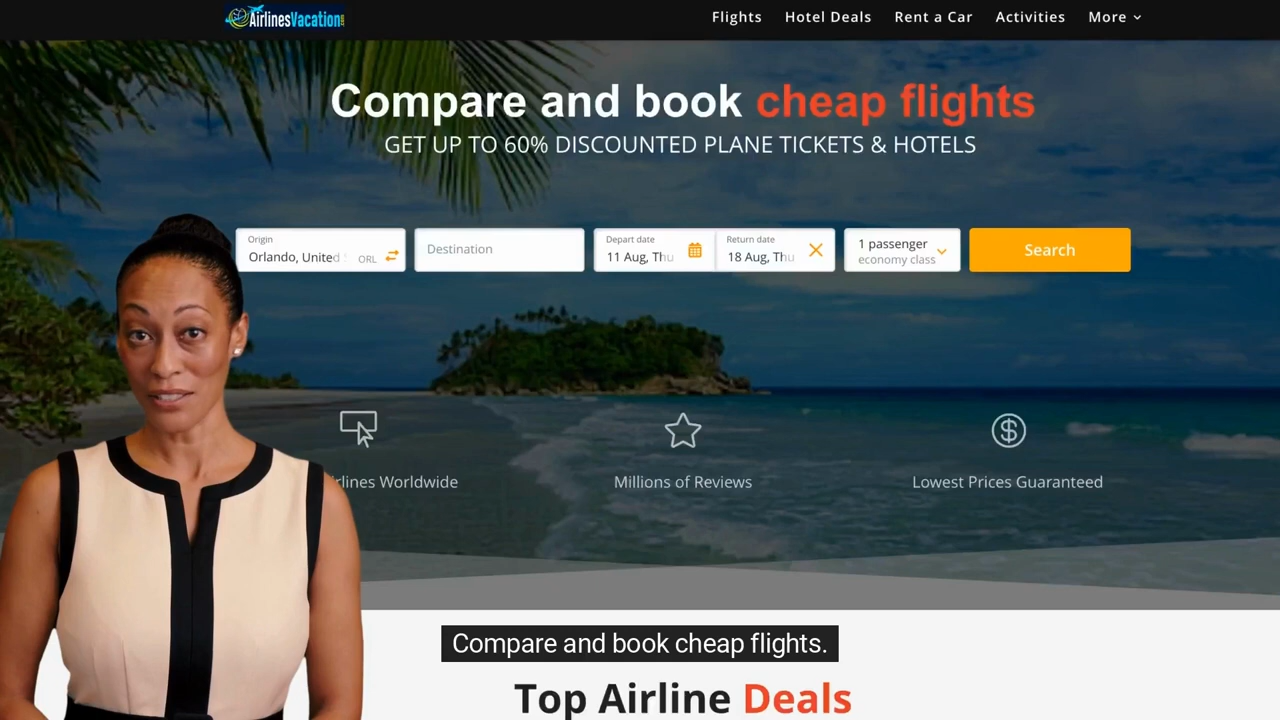 AirlinesVacation.com
Flights
Hotel Deals
Rent a Car
Activities
More
Compare and book cheap flights
GET UP TO 60% DISCOUNTED PLANE TICKETS & HOTELS
Origin
Orlando, United
ORL
Destination
Depart date
11 Aug, Thu
Return date
18 Aug, Thu
1 passenger
economy class
Search
Worldwide
Millions of Reviews
Lowest Prices Guaranteed
Compare and book cheap flights.
Top Airline Deals